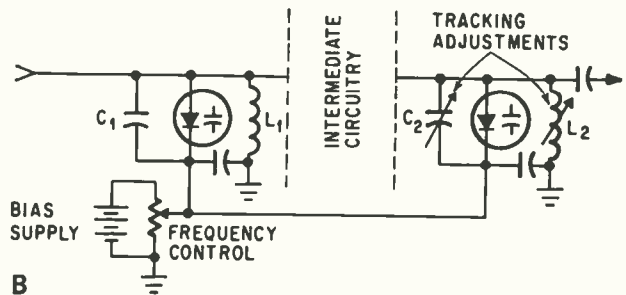 TRACKING
ADJUSTMENTS
INTERMEDIATE
CIRCUITRY
C1
L1
C2
L2
BIAS
SUPPLY
FREQUENCY
CONTROL
B